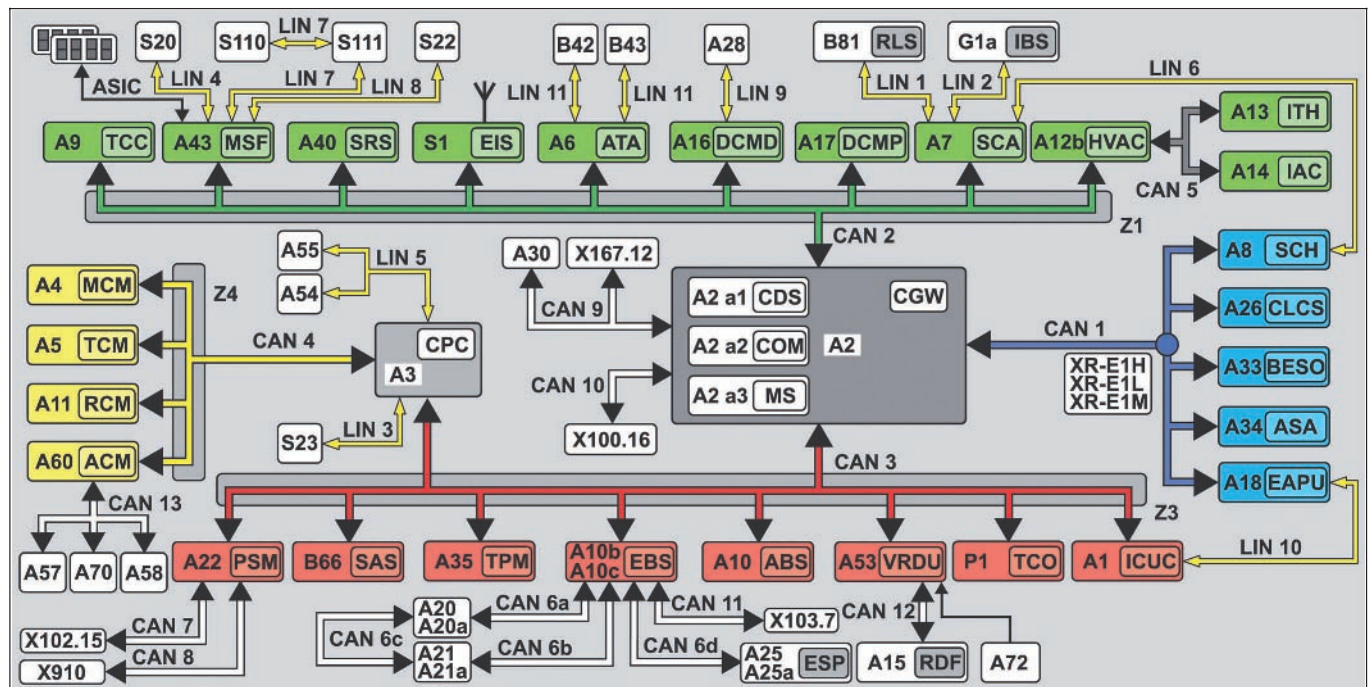 LIN 7
S20
S110
S111
S22
B42
B43
A28
B81 RLS
G1a IBS
LIN 6
ASIC
LIN 4
LIN 7
LIN 8
LIN 11
LIN 11
LIN 9
LIN 1
LIN 2
A13 ITH
A9 TCC
A43 MSF
A40 SRS
S1 EIS
A6 ATA
A16 DCMD
A17 DCMP
A7 SCA
A12b HVAC
A14 IAC
CAN 5
Z1
CAN 2
A55
LIN 5
A54
A30
X167.12
A8 SCH
A4 MCM
Z4
CAN 9
A2 a1 CDS
CGW
A26 CLCS
A5 TCM
CAN 4
CPC
A3
A2 a2 COM
A2
CAN 1
XR-E1H
XR-E1L
XR-E1M
A33 BESO
A11 RCM
CAN 10
A2 a3 MS
A34 ASA
LIN 3
S23
X100.16
A60 ACM
CAN 3
A18 EAPU
CAN 13
Z3
A57
A70
A58
A22 PSM
B66 SAS
A35 TPM
A10b
A10c
EBS
A10 ABS
A53 VRDU
P1 TCO
A1 ICUC
LIN 10
CAN 7
X102.15
CAN 8
X910
CAN 6c
A20
A20a
CAN 6a
A21
A21a
CAN 6b
CAN 11
X103.7
CAN 6d
A25
A25a
ESP
CAN 12
A15 RDF
A72